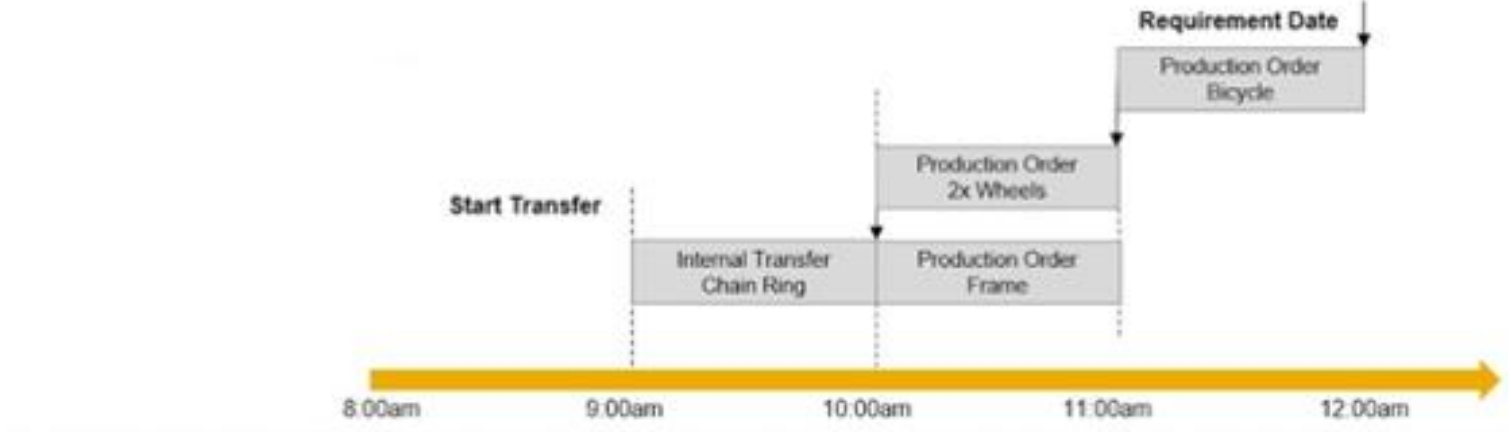 Requirement Date
Production Order
Bicycle
Production Order
2x Wheels
Start Transfer
Internal Transfer
Chain Ring
Production Order
Frame
8:00am
9:00am
10:00am
11:00am
12:00am